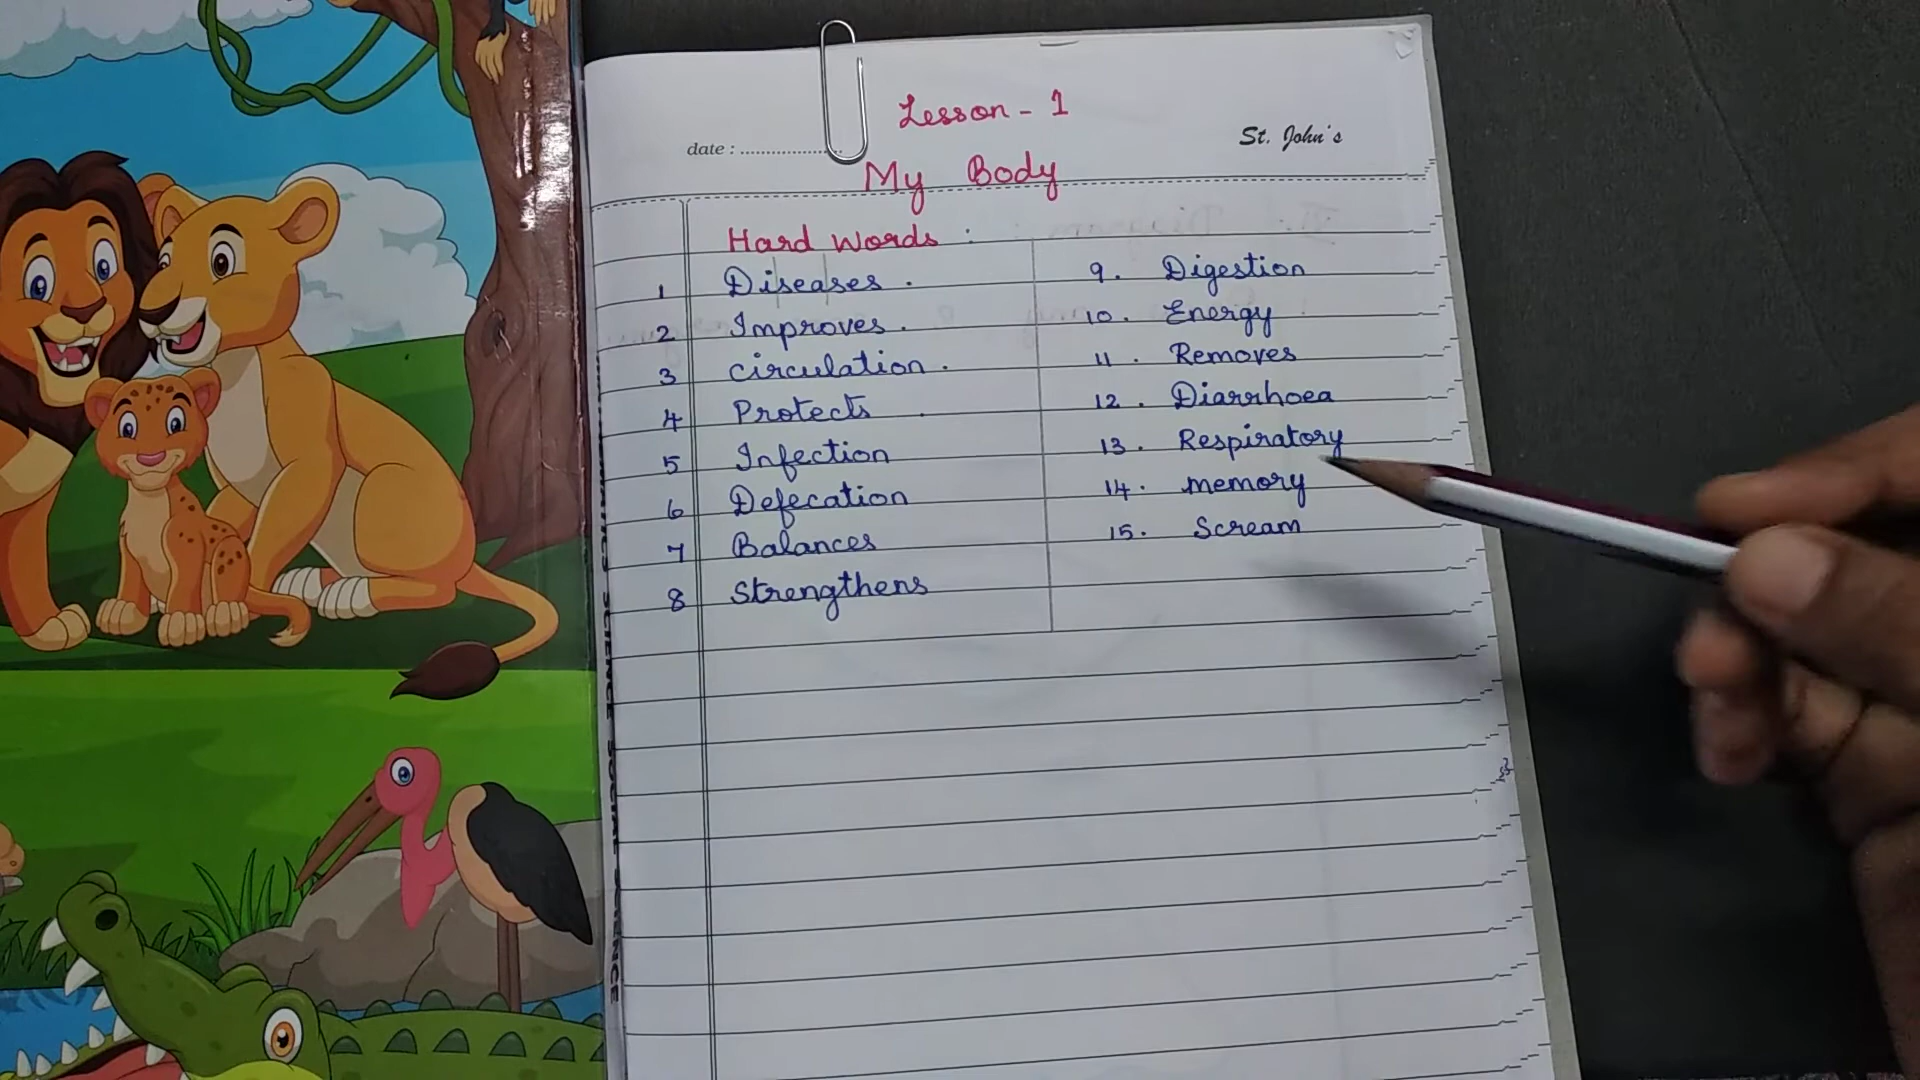 Lesson - 1
date : ....................
St. John's
My Body
Hard Words :
1 Diseases .
2 Improves .
3 circulation .
4 Protects .
5 Infection
6 Defecation
7 Balances
8 Strengthens
9. Digestion
10. Energy
11. Removes
12. Diarrhoea
13. Respiratory
14. memory
15. Scream